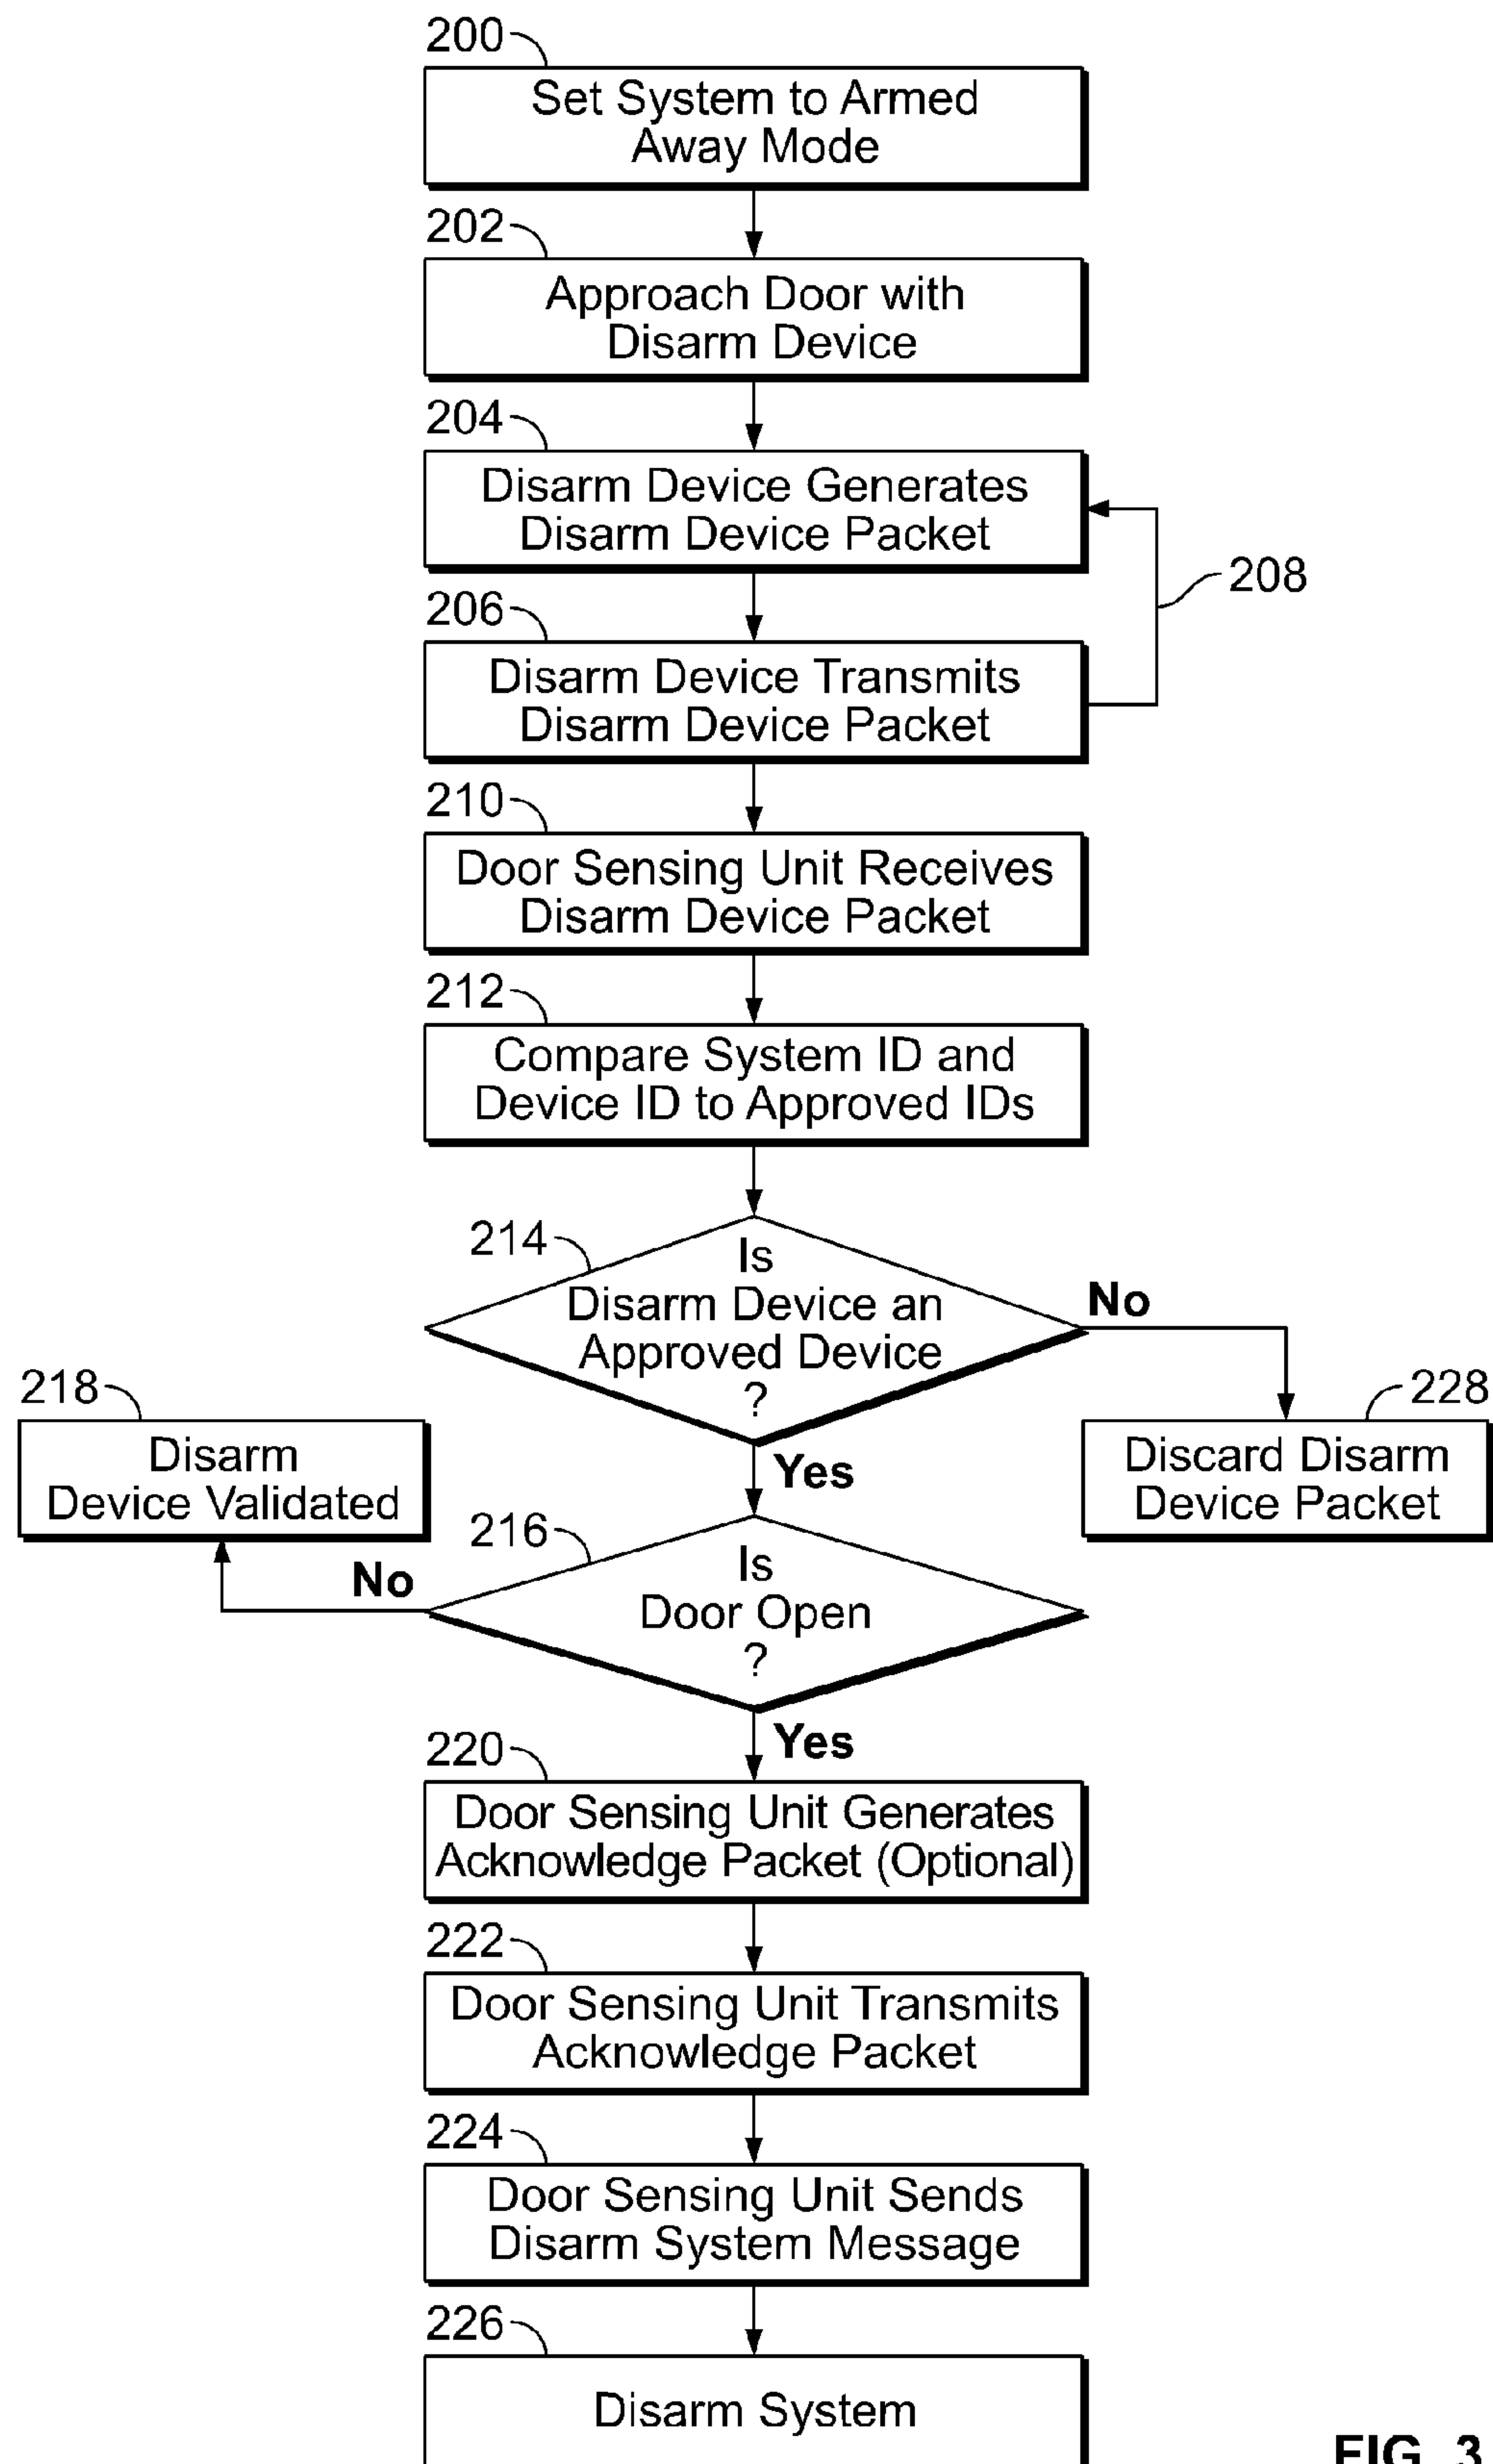 200
Set System to Armed
Away Mode
202
Approach Door with
Disarm Device
204
Disarm Device Generates
Disarm Device Packet
208
206
Disarm Device Transmits
Disarm Device Packet
210
Door Sensing Unit Receives
Disarm Device Packet
212
Compare System ID and
Device ID to Approved IDs
214
Is
Disarm Device an
Approved Device
?
No
218
Disarm
Device Validated
228
Discard Disarm
Device Packet
Yes
216
Is
Door Open
?
No
Yes
220
Door Sensing Unit Generates
Acknowledge Packet (Optional)
222
Door Sensing Unit Transmits
Acknowledge Packet
224
Door Sensing Unit Sends
Disarm System Message
226
Disarm System
FIG. 3